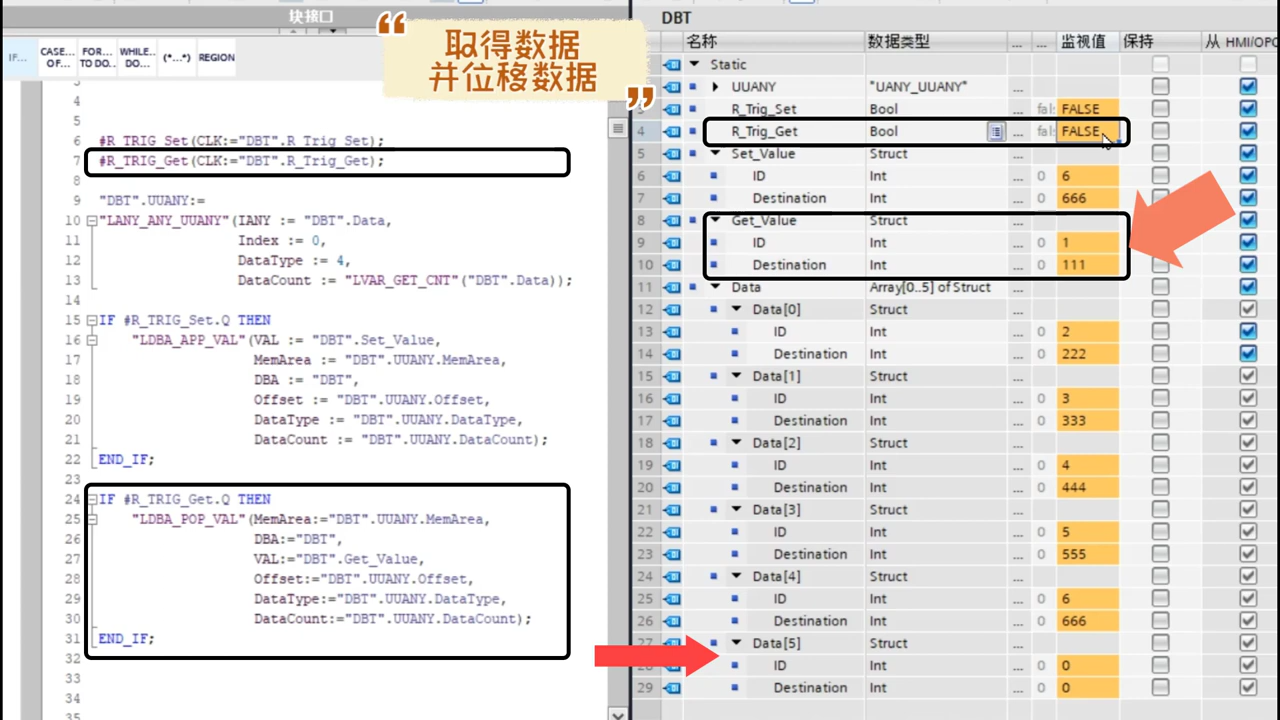 块接口
“取得数据
并位移数据”
IF...
CASE... OF...
FOR... TO DO...
WHILE... DO...
(*...*)
REGION
4
5
6 #R_TRIG_Set(CLK:="DBT".R_Trig_Set);
7 #R_TRIG_Get(CLK:="DBT".R_Trig_Get);
8
9 "DBT".UUANY:=
10 "LANY_ANY_UUANY"(IANY := "DBT".Data,
11 Index := 0,
12 DataType := 4,
13 DataCount := "LVAR_GET_CNT"("DBT".Data));
14
15 IF #R_TRIG_Set.Q THEN
16 "LDBA_APP_VAL"(VAL := "DBT".Set_Value,
17 MemArea := "DBT".UUANY.MemArea,
18 DBA := "DBT",
19 Offset := "DBT".UUANY.Offset,
20 DataType := "DBT".UUANY.DataType,
21 DataCount := "DBT".UUANY.DataCount);
22 END_IF;
23
24 IF #R_TRIG_Get.Q THEN
25 "LDBA_POP_VAL"(MemArea:="DBT".UUANY.MemArea,
26 DBA:="DBT",
27 VAL:="DBT".Get_Value,
28 Offset:="DBT".UUANY.Offset,
29 DataType:="DBT".UUANY.DataType,
30 DataCount:="DBT".UUANY.DataCount);
31 END_IF;
32
33
34
35
DBT
名称 数据类型 ... ... 监视值 保持 从 HMI/OPC
Static
UUANY "UANY_UUANY" ...
R_Trig_Set Bool ... fal: FALSE
4 R_Trig_Get Bool ... fal: FALSE
5 Set_Value Struct ...
6 ID Int ... 6
7 Destination Int ... 666
8 Get_Value Struct ...
9 ID Int ... 0 1
10 Destination Int ... 0 111
11 Data Array[0..5] of Struct ...
12 Data[0] Struct ...
13 ID Int ... 0 2
14 Destination Int ... 0 222
15 Data[1] Struct ...
16 ID Int ... 0 3
17 Destination Int ... 0 333
18 Data[2] Struct ...
19 ID Int ... 0 4
20 Destination Int ... 0 444
21 Data[3] Struct ...
22 ID Int ... 0 5
23 Destination Int ... 0 555
24 Data[4] Struct ...
25 ID Int ... 0 6
26 Destination Int ... 0 666
27 Data[5] Struct ...
28 ID Int ... 0 0
29 Destination Int ... 0 0